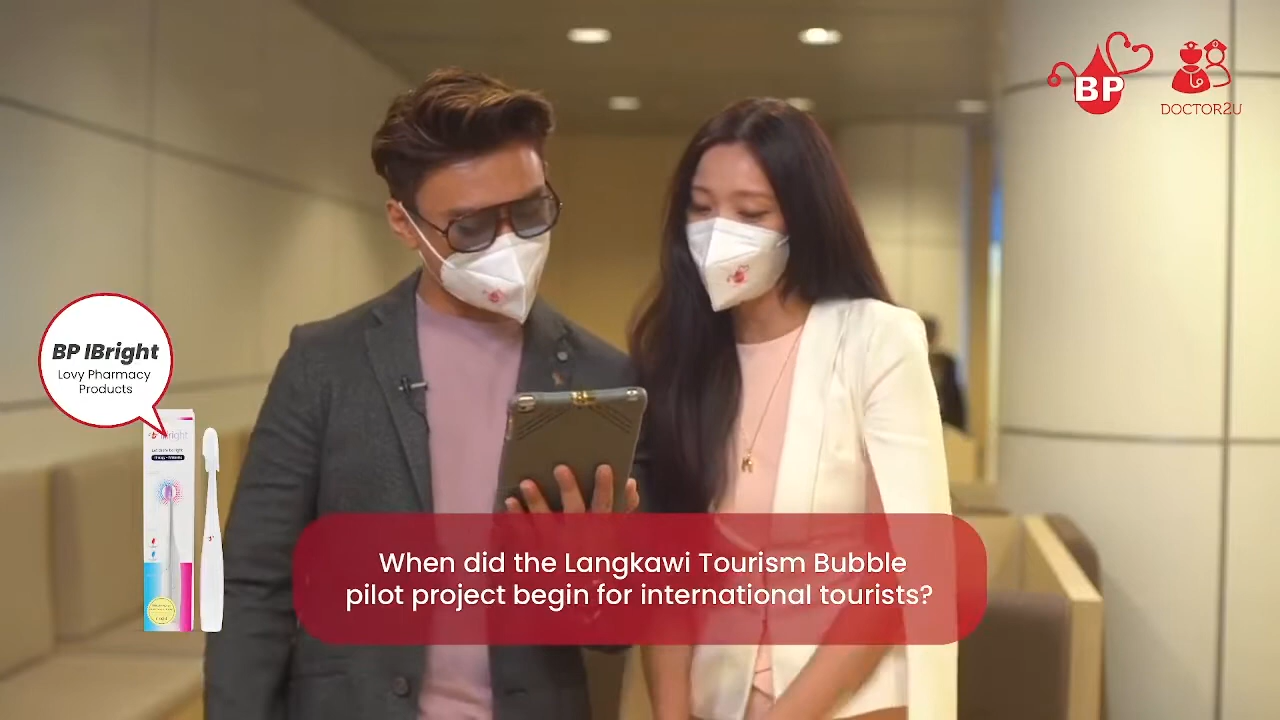 BP
DOCTOR2U
BP IBright
Lovy Pharmacy
Products
When did the Langkawi Tourism Bubble
pilot project begin for international tourists?